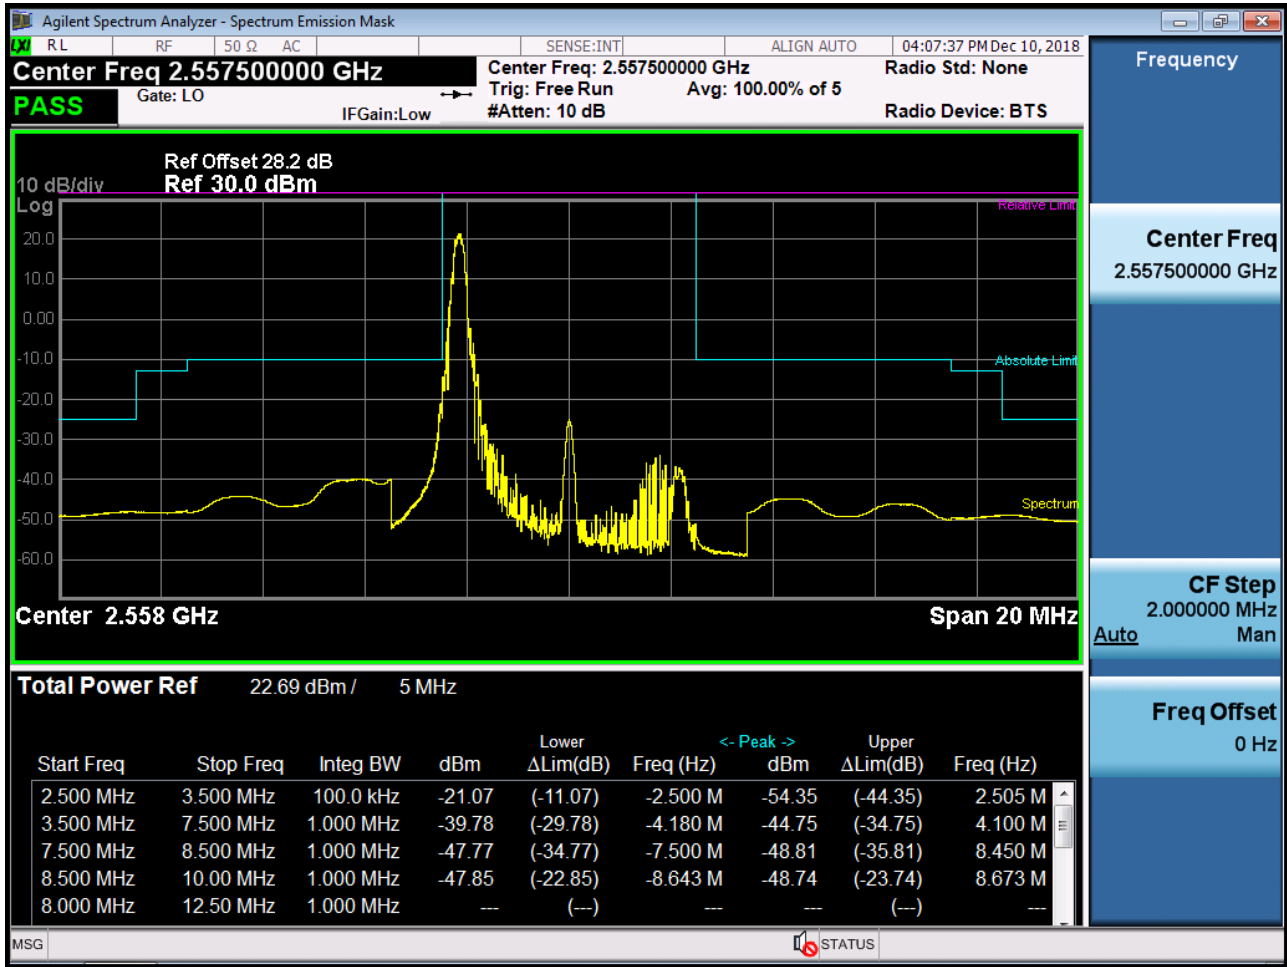 Agilent Spectrum Analyzer - Spectrum Emission Mask
LXI RL RF 50 Ω AC SENSE:INT ALIGN AUTO 04:07:37 PM Dec 10, 2018
Center Freq 2.557500000 GHz
Center Freq: 2.557500000 GHz
Radio Std: None
PASS
Gate: LO
Trig: Free Run
Avg: 100.00% of 5
IFGain:Low
#Atten: 10 dB
Radio Device: BTS
Ref Offset 28.2 dB
10 dB/div
Ref 30.0 dBm
Log
Relative Limit
20.0
10.0
0.00
-10.0
Absolute Limit
-20.0
-30.0
-40.0
Spectrum
-50.0
-60.0
Center 2.558 GHz
Span 20 MHz
Total Power Ref 22.69 dBm / 5 MHz
Lower <- Peak -> Upper
Start Freq Stop Freq Integ BW dBm ΔLim(dB) Freq (Hz) dBm ΔLim(dB) Freq (Hz)
2.500 MHz 3.500 MHz 100.0 kHz -21.07 (-11.07) -2.500 M -54.35 (-44.35) 2.505 M
3.500 MHz 7.500 MHz 1.000 MHz -39.78 (-29.78) -4.180 M -44.75 (-34.75) 4.100 M
7.500 MHz 8.500 MHz 1.000 MHz -47.77 (-34.77) -7.500 M -48.81 (-35.81) 8.450 M
8.500 MHz 10.00 MHz 1.000 MHz -47.85 (-22.85) -8.643 M -48.74 (-23.74) 8.673 M
8.000 MHz 12.50 MHz 1.000 MHz --- (---) --- --- (---) ---
MSG
STATUS
Frequency
Center Freq
2.557500000 GHz
CF Step
2.000000 MHz
Auto Man
Freq Offset
0 Hz